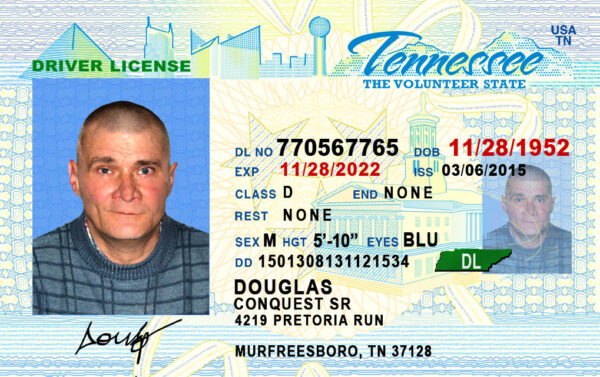 USA
TN
Tennessee
THE VOLUNTEER STATE
DRIVER LICENSE
DL NO 770567765 DOB 11/28/1952
EXP 11/28/2022 ISS 03/06/2015
CLASS D END NONE
REST NONE
SEX M HGT 5'-10" EYES BLU
DD 1501308131121534
DL
DOUGLAS
CONQUEST SR
4219 PRETORIA RUN
MURFREESBORO, TN 37128